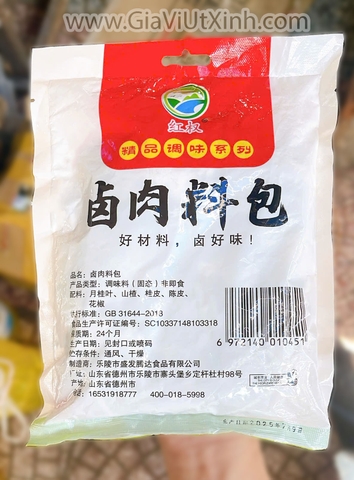 www.GiaViUtXinh.com
红权
精品调味系列
卤肉料包
好材料，卤好味！
品名：卤肉料包
产品类型：调味料（固态）非即食
配料：月桂叶、山楂、桂皮、陈皮、
花椒
执行标准：GB 31644-2018
食品生产许可证编号：SC10337148103318
保质期：24个月
生产日期：见封口或喷码
贮存条件：通风、干燥
制造商：乐陵市盛发腾达食品有限公司
地址：山东省德州市乐陵市寨头堡乡定杆杜村98号
产地：山东省德州市
电话：16531918777 400-018-5998
6 972140 010451